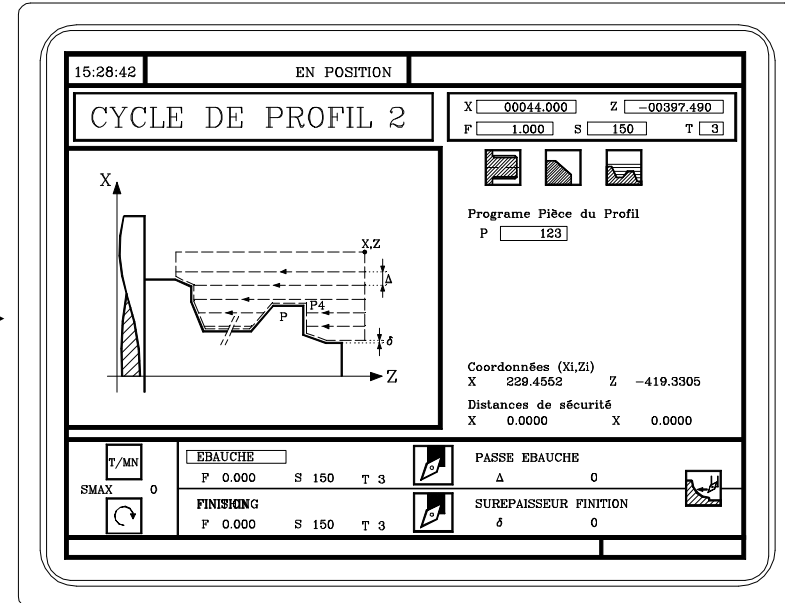 15:28:42 EN POSITION
CYCLE DE PROFIL 2
X 00044.000 Z -00397.490
F 1.000 S 150 T 3
X
X,Z
Δ
P4
P
δ
Z
Programe Pièce du Profil
P 123
Coordonnées (Xi,Zi)
X 229.4552 Z -419.3305
Distances de sécurité
X 0.0000 X 0.0000
T/MN
SMAX 0
EBAUCHE
F 0.000 S 150 T 3
PASSE EBAUCHE
Δ 0
F 0.000 S 150 T 3
SUREPAISSEUR FINITION
δ 0